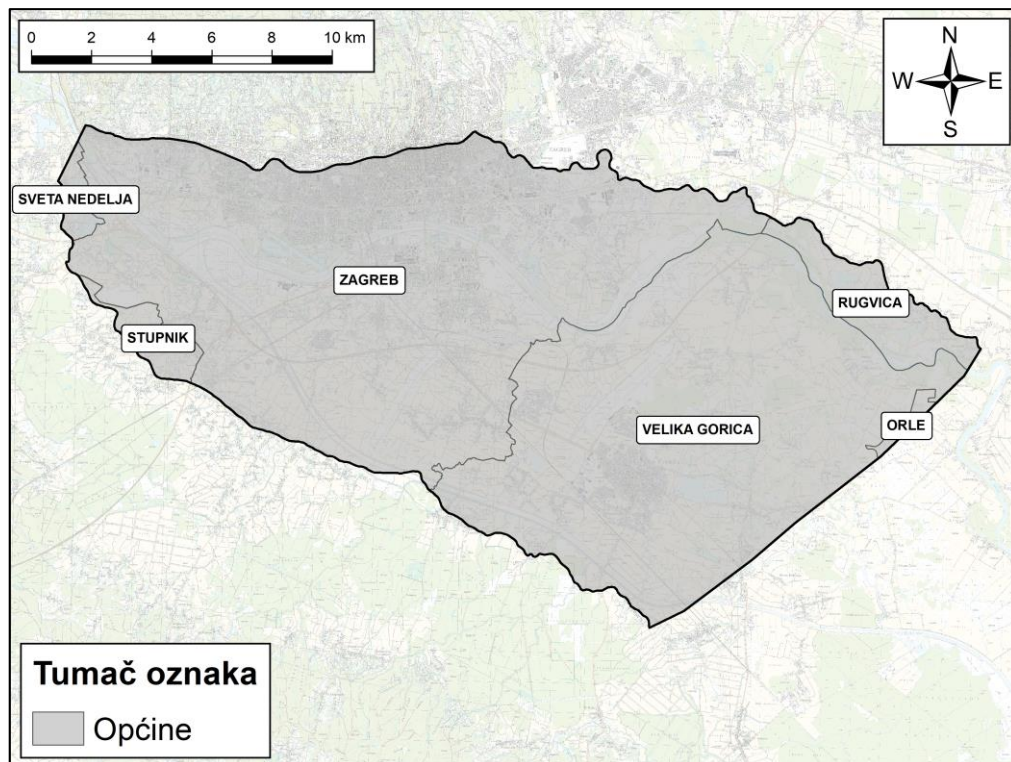 0 2 4 6 8 10 km
N
W E
S
SVETA NEDELJA
ZAGREB
RUGVICA
STUPNIK
ORLE
VELIKA GORICA
Tumač oznaka
Općine